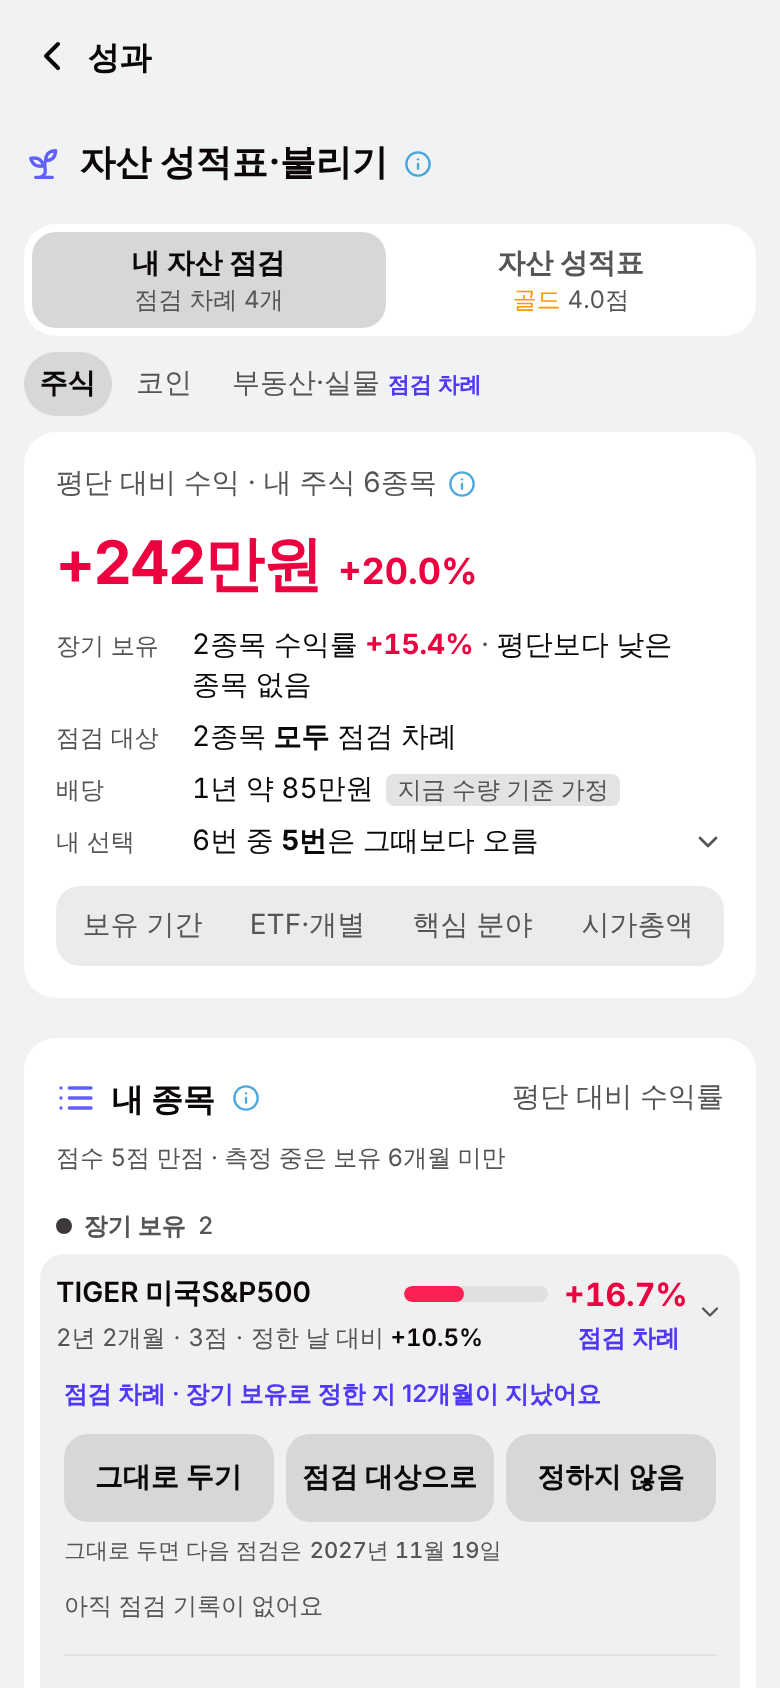 성과
자산 성적표·불리기
내 자산 점검
점검 차례 4개
자산 성적표
골드 4.0점
주식 코인 부동산·실물 점검 차례
평단 대비 수익 · 내 주식 6종목
+242만원 +20.0%
장기 보유 2종목 수익률 +15.4% · 평단보다 낮은
종목 없음
점검 대상 2종목 모두 점검 차례
배당 1년 약 85만원 지금 수량 기준 가정
내 선택 6번 중 5번은 그때보다 오름
보유 기간 ETF·개별 핵심 분야 시가총액
내 종목 평단 대비 수익률
점수 5점 만점 · 측정 중은 보유 6개월 미만
장기 보유 2
TIGER 미국S&P500 +16.7%
2년 2개월 · 3점 · 정한 날 대비 +10.5% 점검 차례
점검 차례 · 장기 보유로 정한 지 12개월이 지났어요
그대로 두기 점검 대상으로 정하지 않음
그대로 두면 다음 점검은 2027년 11월 19일
아직 점검 기록이 없어요